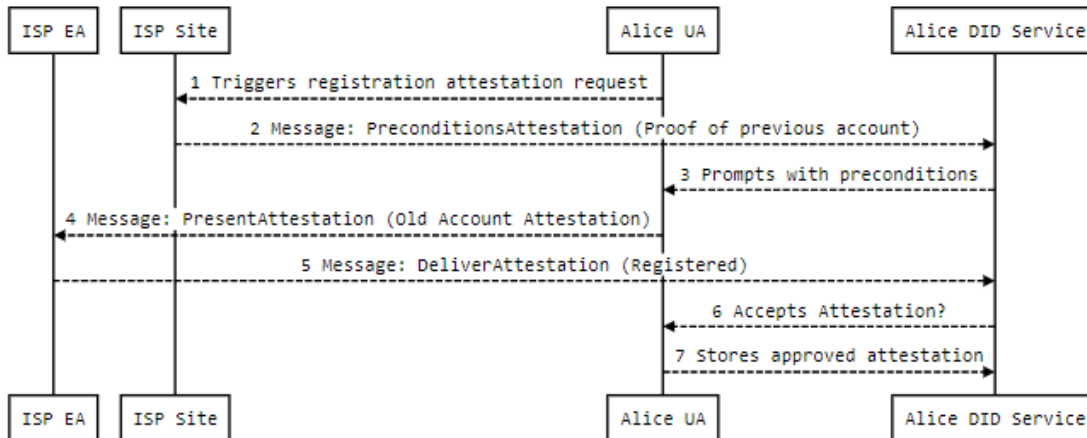 ISP EA
ISP Site
Alice UA
Alice DID Service
1 Triggers registration attestation request
2 Message: PreconditionsAttestation (Proof of previous account)
3 Prompts with preconditions
4 Message: PresentAttestation (Old Account Attestation)
5 Message: DeliverAttestation (Registered)
6 Accepts Attestation?
7 Stores approved attestation
ISP EA
ISP Site
Alice UA
Alice DID Service